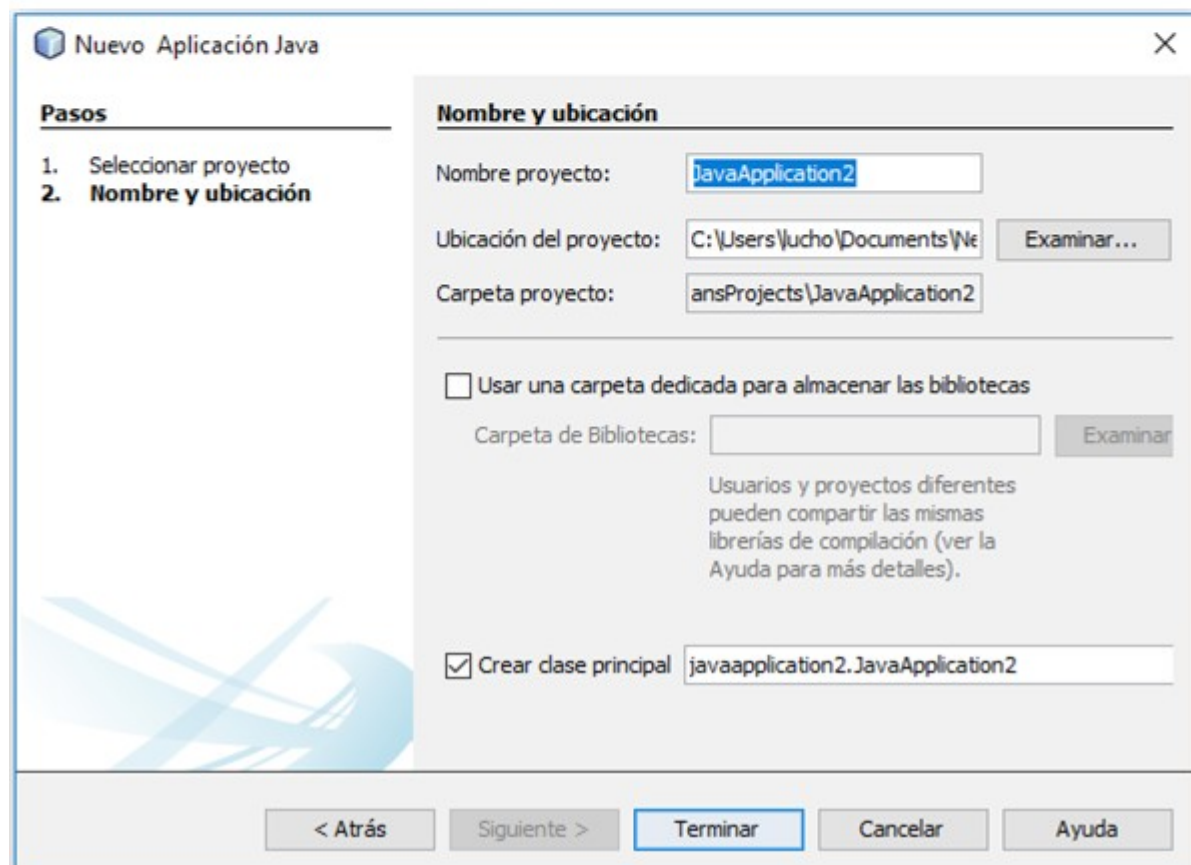 Nuevo Aplicación Java
Pasos
1. Seleccionar proyecto
2. Nombre y ubicación
Nombre y ubicación
Nombre proyecto: JavaApplication2
Ubicación del proyecto: C:\Users\lucho\Documents\Ne Examinar...
Carpeta proyecto: ansProjects\JavaApplication2
Usar una carpeta dedicada para almacenar las bibliotecas
Carpeta de Bibliotecas: Examinar
Usuarios y proyectos diferentes
pueden compartir las mismas
librerías de compilación (ver la
Ayuda para más detalles).
Crear clase principal javaapplication2.JavaApplication2
< Atrás Siguiente > Terminar Cancelar Ayuda